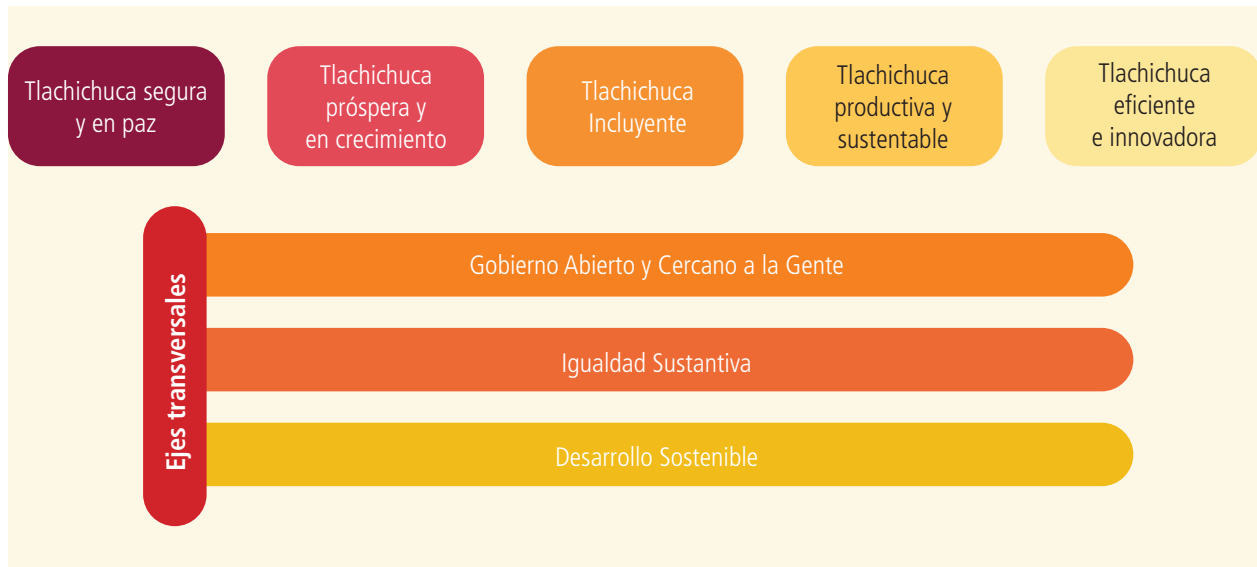 Tlachichuca segura
y en paz
Tlachichuca
próspera y
en crecimiento
Tlachichuca
Incluyente
Tlachichuca
productiva y
sustentable
Tlachichuca
eficiente
e innovadora
Ejes transversales
Gobierno Abierto y Cercano a la Gente
Igualdad Sustantiva
Desarrollo Sostenible